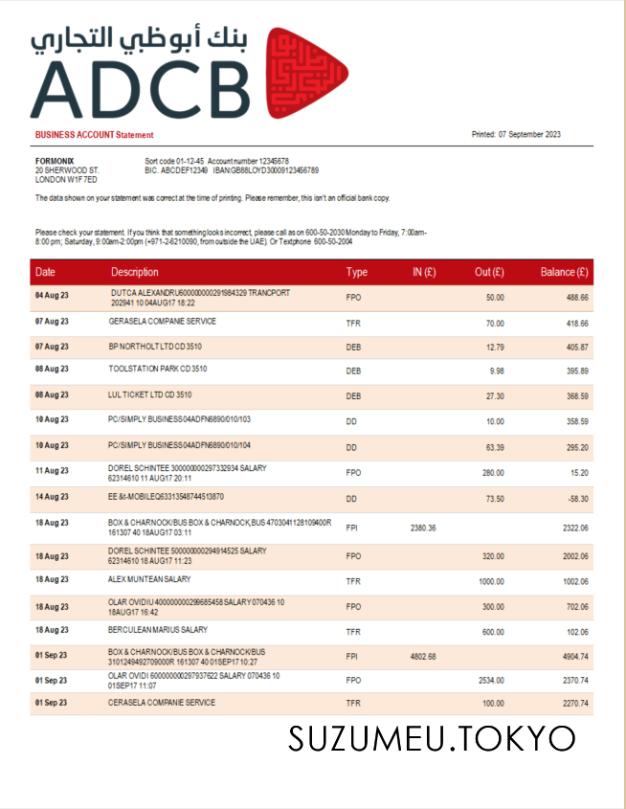 بنك أبوظبي التجاري
ADCB
BUSINESS ACCOUNT Statement
Printed: 07 September 2023
FORMONIX
Sort code 01-12-45 Account number 12345678
20 SHERWOOD ST.
BIC. ABCDEF12349 IBAN:GB88LOYD30009123456789
LONDON W1F 7ED
The data shown on your statement was correct at the time of printing. Please remember, this isn't an official bank copy.
Please check your statement. If you think that something looks incorrect, please call as on 600-50-2030 Monday to Friday, 7:00am-
8:00 pm; Saturday, 9:00am-2:00pm (+971-2-6210090, from outside the UAE). Or Textphone 600-50-2004
Date Description Type IN (£) Out (£) Balance (£)
04 Aug 23 DUTCA ALEXANDRU600000000291984329 TRANCPORT FPO 50.00 488.66
202941 10 04AUG17 18:22
07 Aug 23 GERASELA COMPANIE SERVICE TFR 70.00 418.66
07 Aug 23 BP NORTHOLT LTD CD 3510 DEB 12.79 405.87
08 Aug 23 TOOLSTATION PARK CD 3510 DEB 9.98 395.89
08 Aug 23 LUL TICKET LTD CD 3510 DEB 27.30 368.59
10 Aug 23 PC/SIMPLY BUSINESS04ADFN6890/010/103 DD 10.00 358.59
10 Aug 23 PC/SIMPLY BUSINESS04ADFN6890/010/104 DD 63.39 295.20
11 Aug 23 DOREL SCHINTEE 300000000297332934 SALARY FPO 280.00 15.20
62314610 11 AUG17 20:11
14 Aug 23 EE &t-MOBILEQ63313548744513870 DD 73.50 -58.30
18 Aug 23 BOX & CHARNOCK/BUS BOX & CHARNOCK,BUS 4703041128109400R FPI 2380.36 2322.06
161307 40 18AUG17 03:11
18 Aug 23 DOREL SCHINTEE 500000000294914525 SALARY FPO 320.00 2002.06
62314610 18 AUG17 11:23
18 Aug 23 ALEX MUNTEAN SALARY TFR 1000.00 1002.06
18 Aug 23 OLAR OVIDIU 400000000299685458 SALARY 070436 10 FPO 300.00 702.06
18AUG17 16:42
18 Aug 23 BERCULEAN MARIUS SALARY TFR 600.00 102.06
01 Sep 23 BOX & CHARNOCK/BUS BOX & CHARNOCK/BUS FPI 4802.68 4904.74
3101249492709000R 161307 40 01SEP17 10:27
01 Sep 23 OLAR OVIDI 600000000297937622 SALARY 070436 10 FPO 2534.00 2370.74
01SEP17 11:07
01 Sep 23 CERASELA COMPANIE SERVICE TFR 100.00 2270.74
SUZUMEU.TOKYO